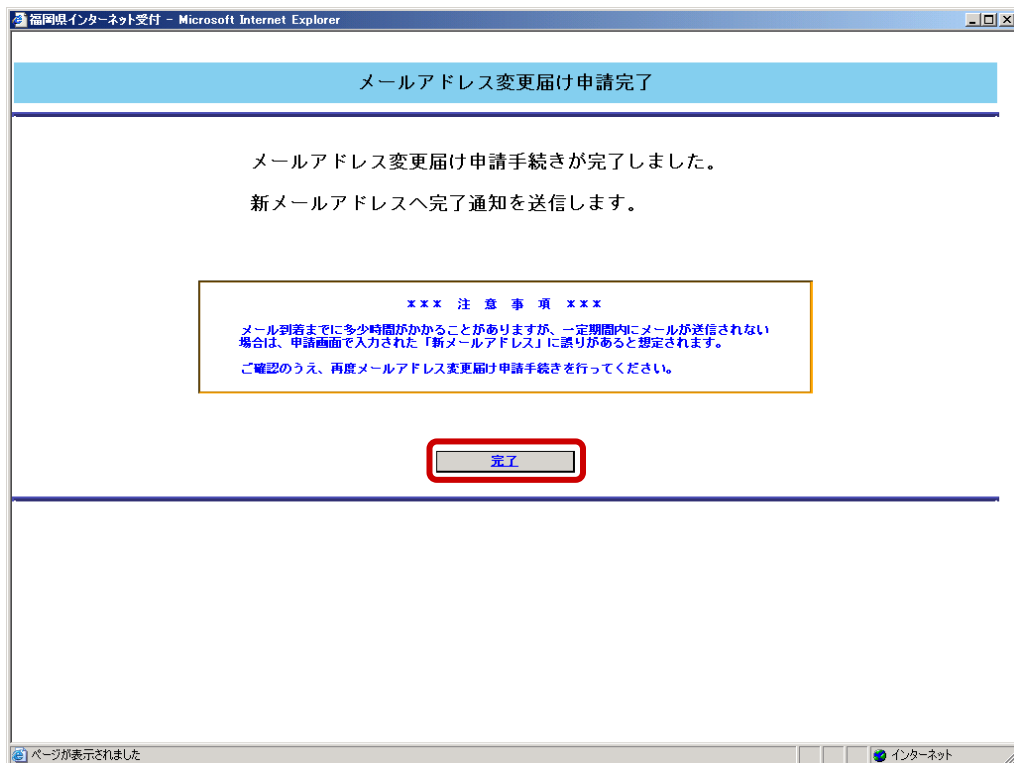 福岡県インターネット受付 - Microsoft Internet Explorer
メールアドレス変更届け申請完了
メールアドレス変更届け申請手続きが完了しました。
新メールアドレスへ完了通知を送信します。
*** 注 意 事 項 ***
メール到着までに多少時間がかかることがありますが、一定期間内にメールが送信されない
場合は、申請画面で入力された「新メールアドレス」に誤りがあると想定されます。
ご確認のうえ、再度メールアドレス変更届け申請手続きを行ってください。
完了
ページが表示されました
インターネット